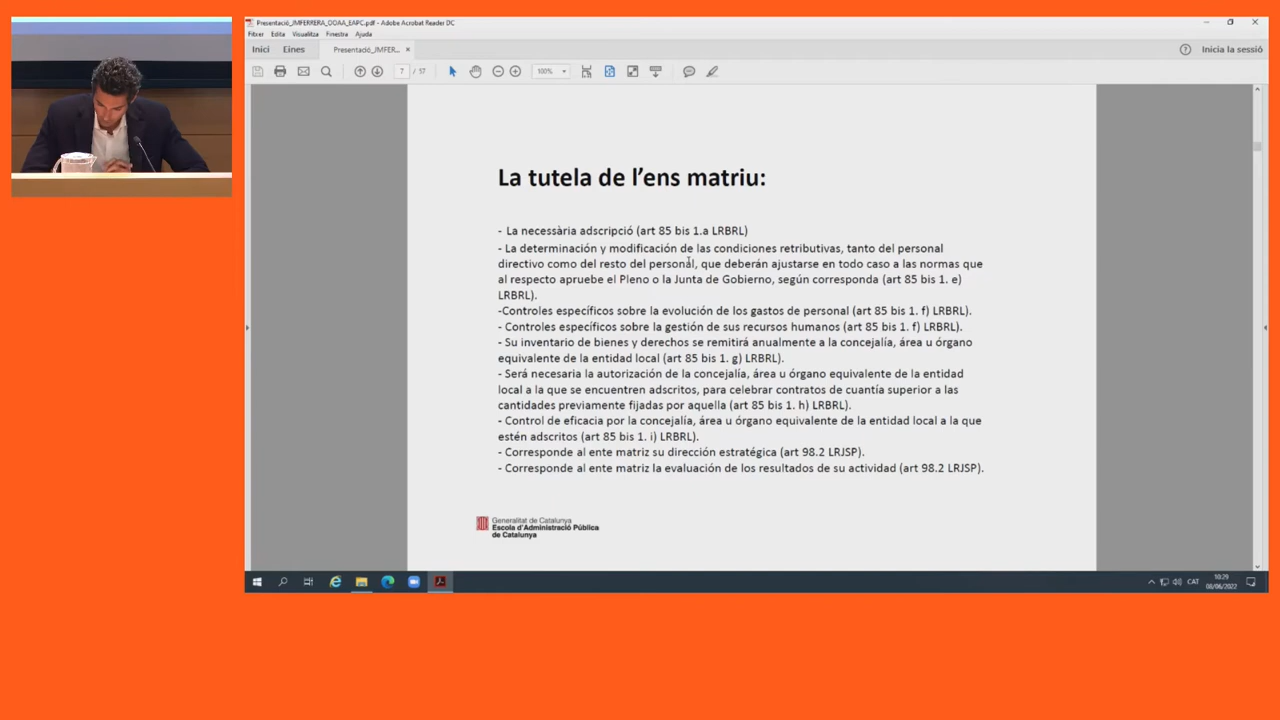 Presentació_JMFERRERA_OOAA_EAPC.pdf - Adobe Acrobat Reader DC
Fitxer Edita Visualitza Finestra Ajuda
Inici Eines Presentació_JMFER... × Inicia la sessió
7 / 17 100%
La tutela de l’ens matriu:
- La necessària adscripció (art 85 bis 1.a LRBRL)
- La determinación y modificación de las condiciones retributivas, tanto del personal
directivo como del resto del personal, que deberán ajustarse en todo caso a las normas que
al respecto apruebe el Pleno o la Junta de Gobierno, según corresponda (art 85 bis 1. e)
LRBRL).
-Controles específicos sobre la evolución de los gastos de personal (art 85 bis 1. f) LRBRL).
- Controles específicos sobre la gestión de sus recursos humanos (art 85 bis 1. f) LRBRL).
- Su inventario de bienes y derechos se remitirá anualmente a la concejalía, área u órgano
equivalente de la entidad local (art 85 bis 1. g) LRBRL).
- Será necesaria la autorización de la concejalía, área u órgano equivalente de la entidad
local a la que se encuentren adscritos, para celebrar contratos de cuantía superior a las
cantidades previamente fijadas por aquella (art 85 bis 1. h) LRBRL).
- Control de eficacia por la concejalía, área u órgano equivalente de la entidad local a la que
estén adscritos (art 85 bis 1. i) LRBRL).
- Corresponde al ente matriz su dirección estratégica (art 98.2 LRJSP).
- Corresponde al ente matriz la evaluación de los resultados de su actividad (art 98.2 LRJSP).
Generalitat de Catalunya
Escola d'Administració Pública
de Catalunya
CAT
10:29
08/06/2022